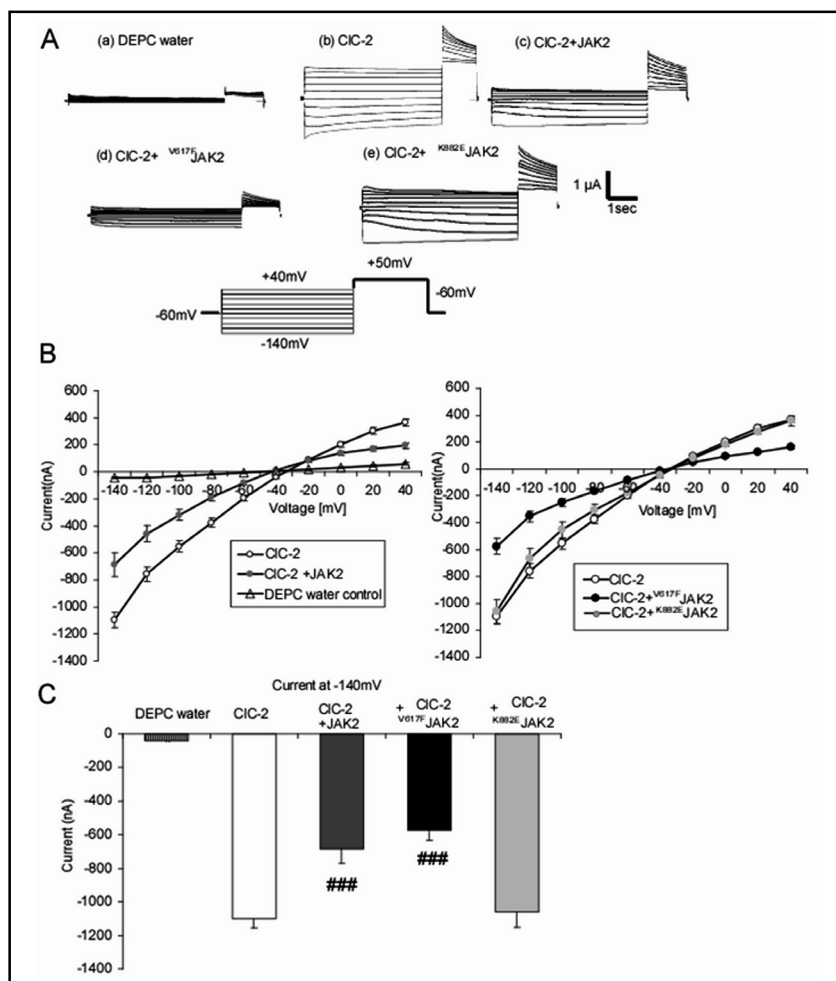 A
(a) DEPC water
(b) ClC-2
(c) ClC-2+JAK2
(d) ClC-2+ V617FJAK2
(e) ClC-2+ K882EJAK2
1 µA
1sec
+40mV
+50mV
-60mV
-60mV
-140mV
B
600
400
200
0
-200
-400
-600
-800
-1000
-1200
-1400
-140 -120 -100 -80 -60 -40 -20 0 20 40
Current(nA)
Voltage [mV]
ClC-2
ClC-2 +JAK2
DEPC water control
600
400
200
0
-200
-400
-600
-800
-1000
-1200
-1400
-140 -120 -100 -80 -60 -40 -20 0 20 40
Current(nA)
Voltage [mV]
ClC-2
ClC-2+V617FJAK2
ClC-2+K882EJAK2
C
Current at -140mV
DEPC water
ClC-2
ClC-2
+JAK2
+ ClC-2
V617FJAK2
+ ClC-2
K882EJAK2
0
-200
-400
-600
-800
-1000
-1200
-1400
Current (nA)
###
###